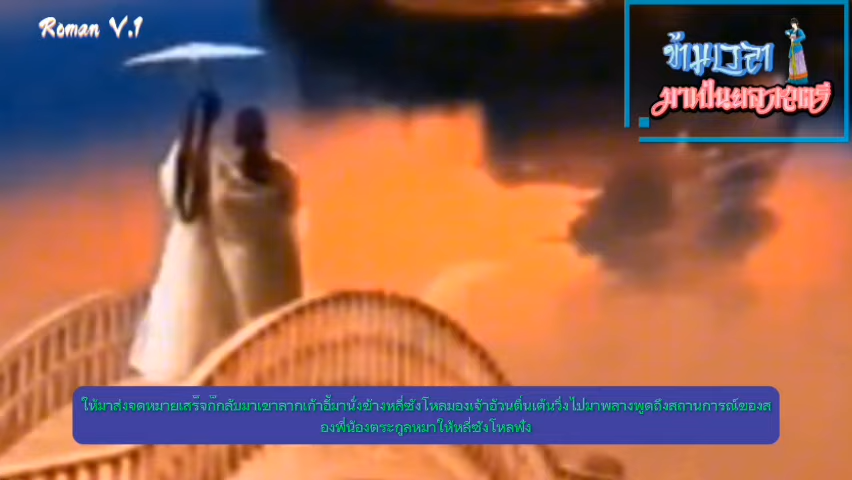 Roman V.1
ข้ามเวลา
มาเป็นยอดสตรี
ให้มาส่งจดหมายเสร็จก็กลับมาเขาลากเก้าอี้มานั่งข้างหลี่ซังโหลมองเจ้าอ้วนตื่นเต้นวิ่งไปมาพลางพูดถึงสถานการณ์ของส
องพี่น้องตระกูลหมาให้หลี่ซังโหลฟัง